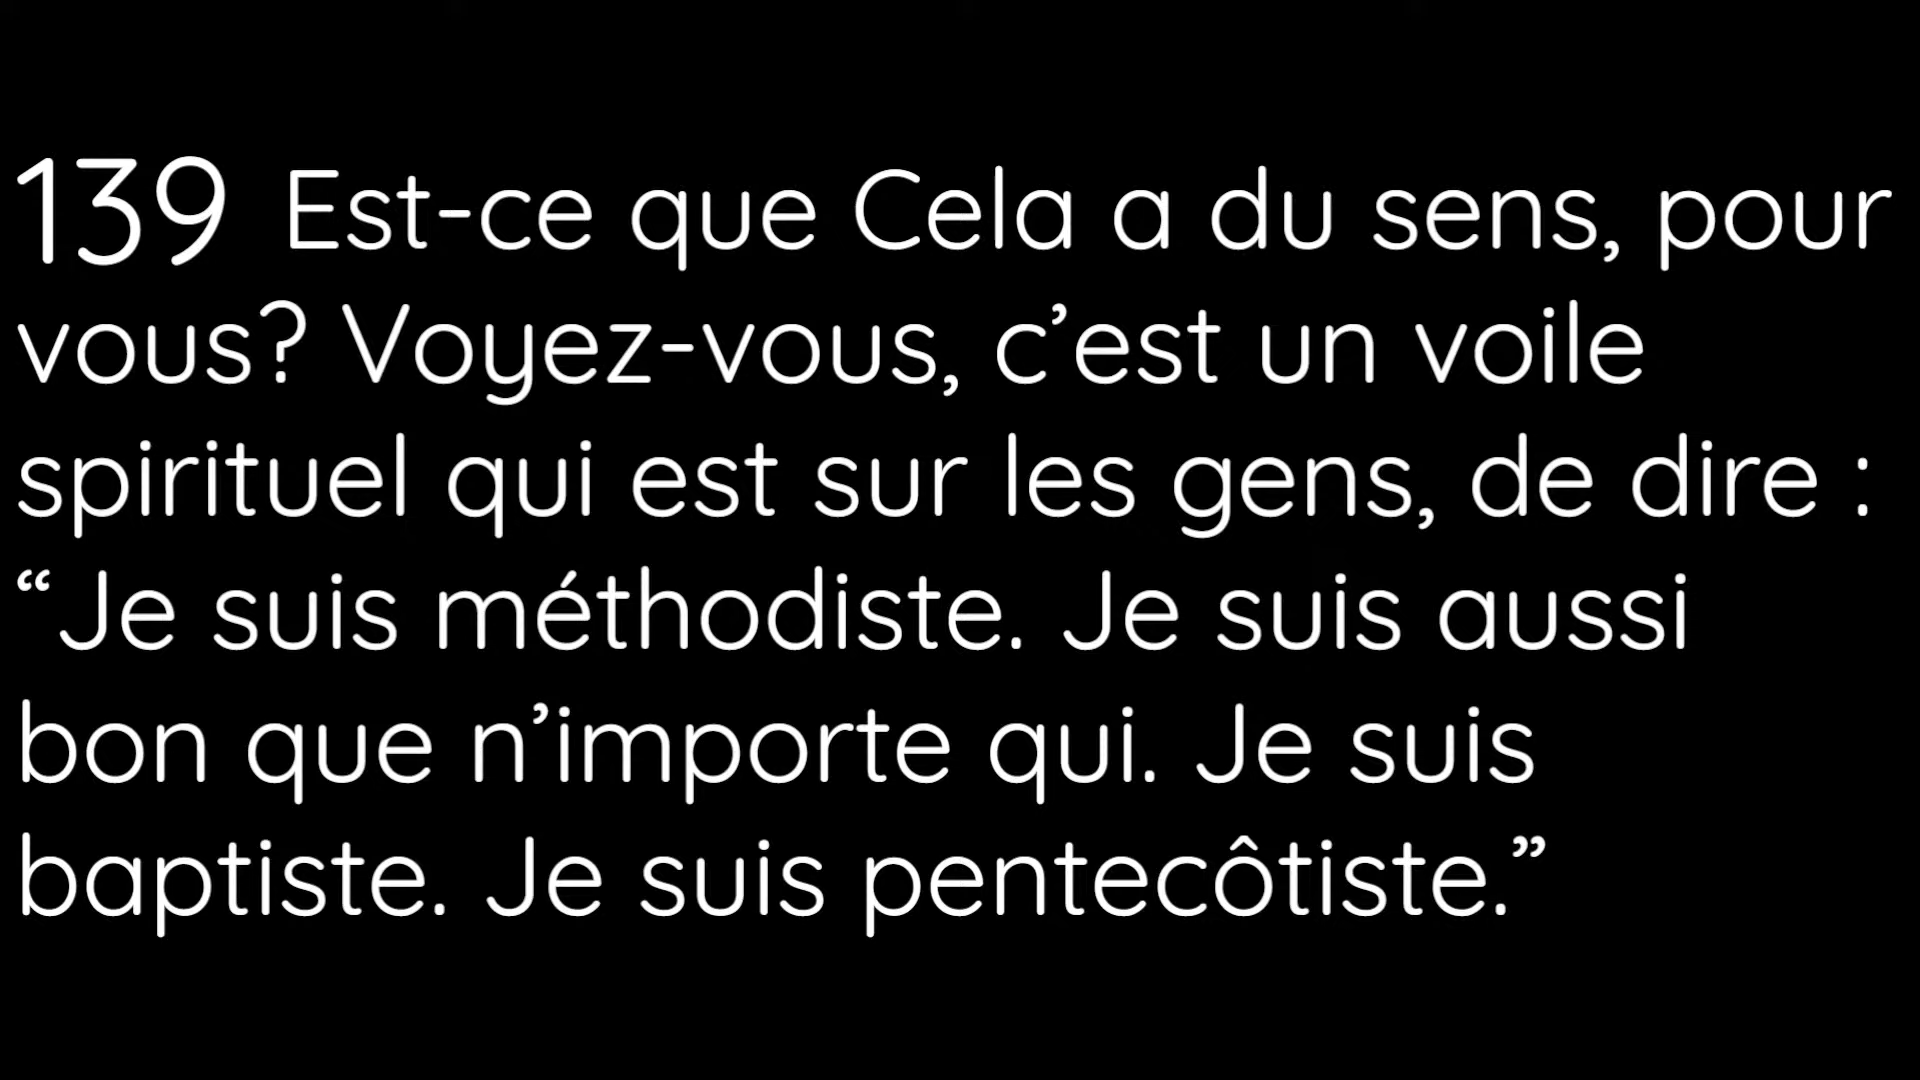 139 Est-ce que Cela a du sens, pour
vous? Voyez-vous, c’est un voile
spirituel qui est sur les gens, de dire :
“Je suis méthodiste. Je suis aussi
bon que n’importe qui. Je suis
baptiste. Je suis pentecôtiste.”